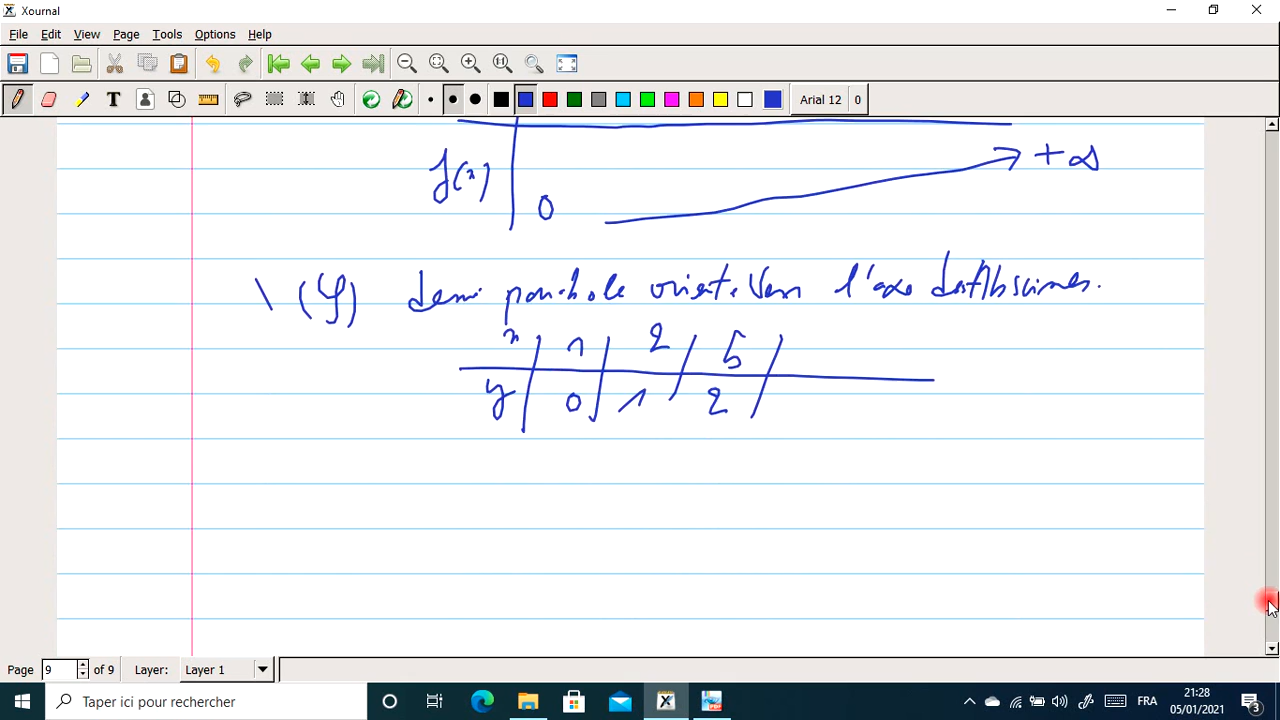 Xournal
File Edit View Page Tools Options Help
Arial 12 0
f(x) 0 +∞
\ (φ) demi parabole orientée vers l'axe des Abscisses.
x | 1 | 2 | 5 |
y | 0 | 1 | 2 |
Page 9 of 9 Layer: Layer 1
Taper ici pour rechercher
FRA 21:28
05/01/2021 3